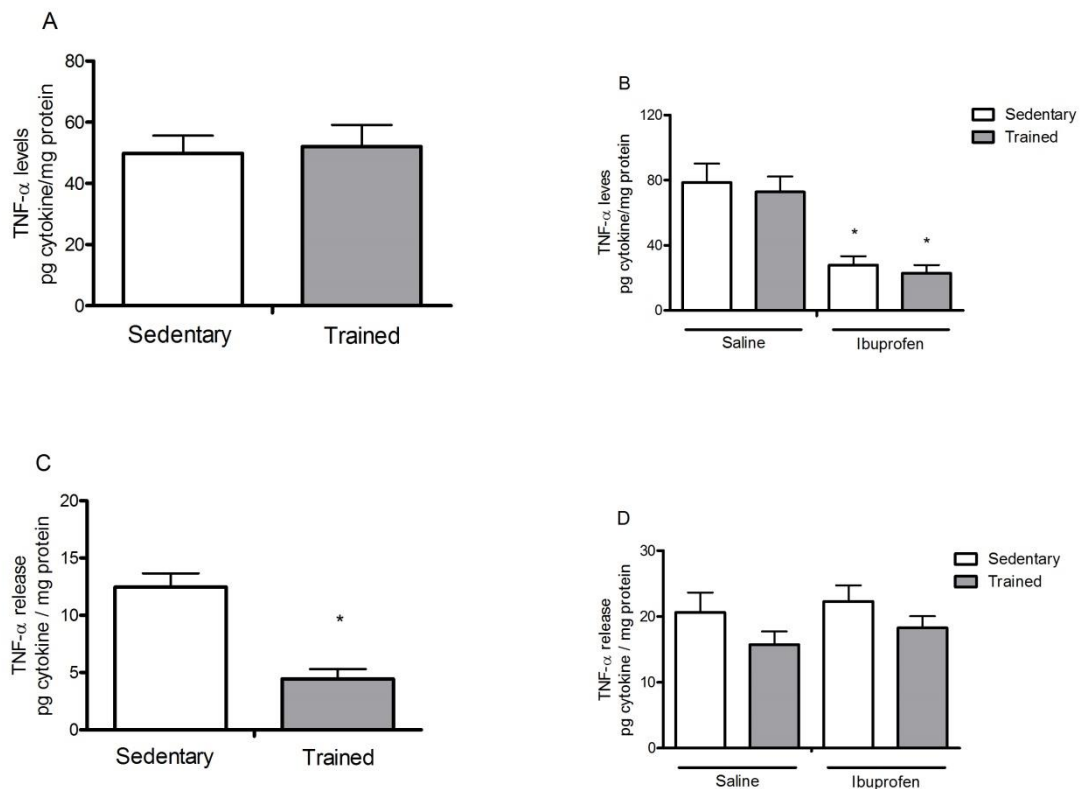 A
TNF-α levels
pg cytokine/mg protein
80
60
40
20
0
Sedentary Trained
B
TNF-α leves
pg cytokine/mg protein
120
80
40
0
* *
Saline Ibuprofen
Sedentary
Trained
C
TNF-α release
pg cytokine / mg protein
20
15
10
5
0
*
Sedentary Trained
D
TNF-α release
pg cytokine / mg protein
30
20
10
0
Saline Ibuprofen
Sedentary
Trained